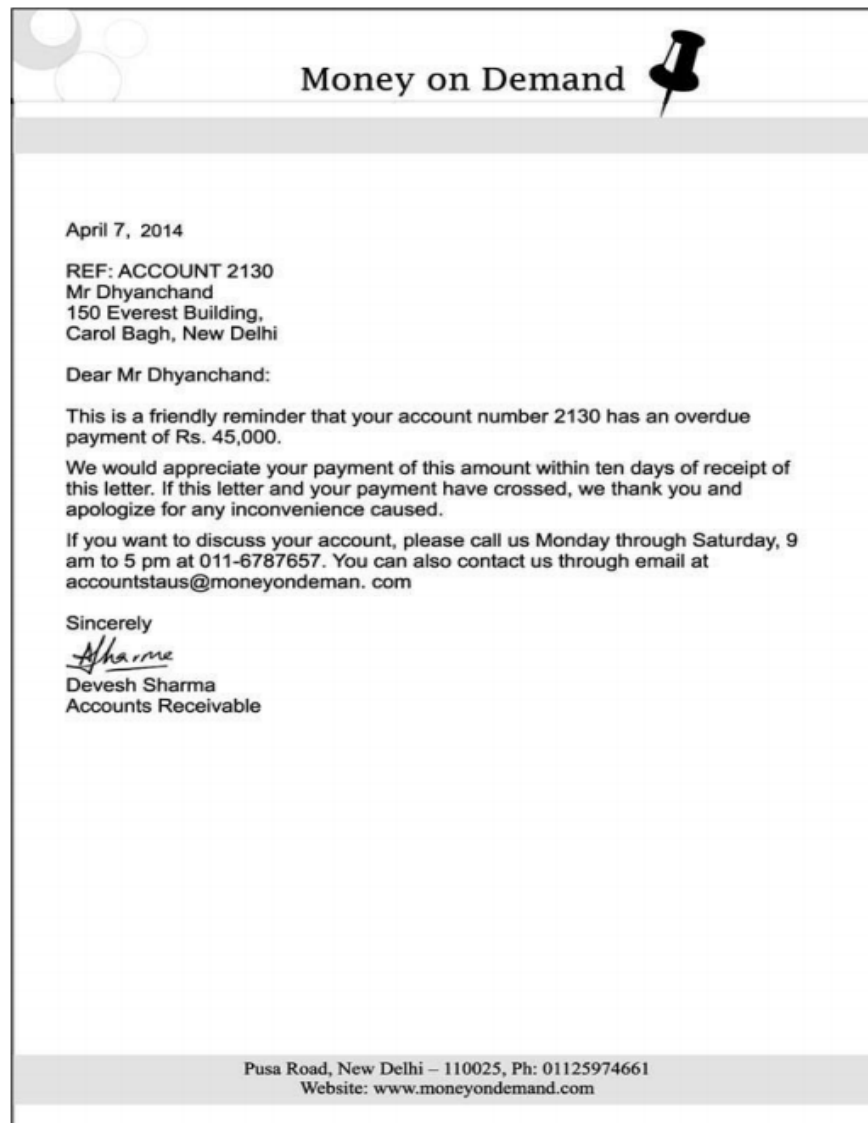 Money on Demand
April 7, 2014
REF: ACCOUNT 2130
Mr Dhyanchand
150 Everest Building,
Carol Bagh, New Delhi
Dear Mr Dhyanchand:
This is a friendly reminder that your account number 2130 has an overdue
payment of Rs. 45,000.
We would appreciate your payment of this amount within ten days of receipt of
this letter. If this letter and your payment have crossed, we thank you and
apologize for any inconvenience caused.
If you want to discuss your account, please call us Monday through Saturday, 9
am to 5 pm at 011-6787657. You can also contact us through email at
accountstaus@moneyondeman. com
Sincerely
Devesh Sharma
Accounts Receivable
Pusa Road, New Delhi – 110025, Ph: 01125974661
Website: www.moneyondemand.com